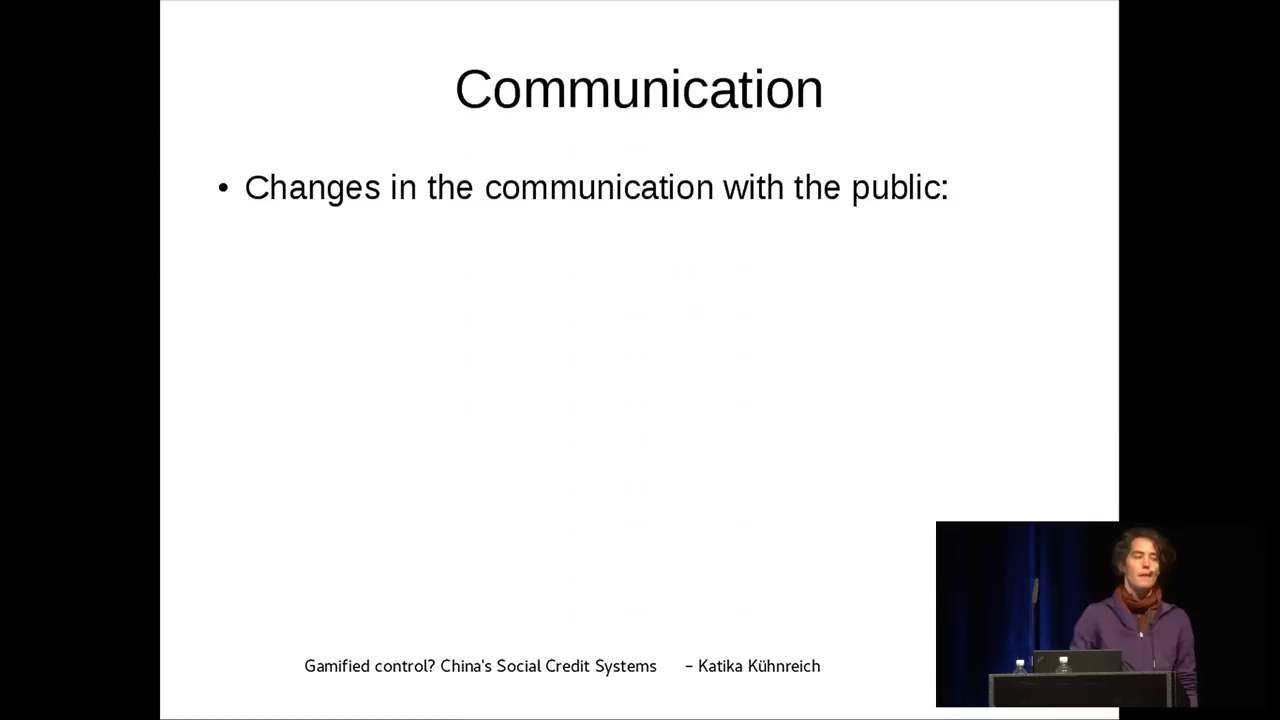 Communication
• Changes in the communication with the public:
Gamified control? China's Social Credit Systems – Katika Kühnreich